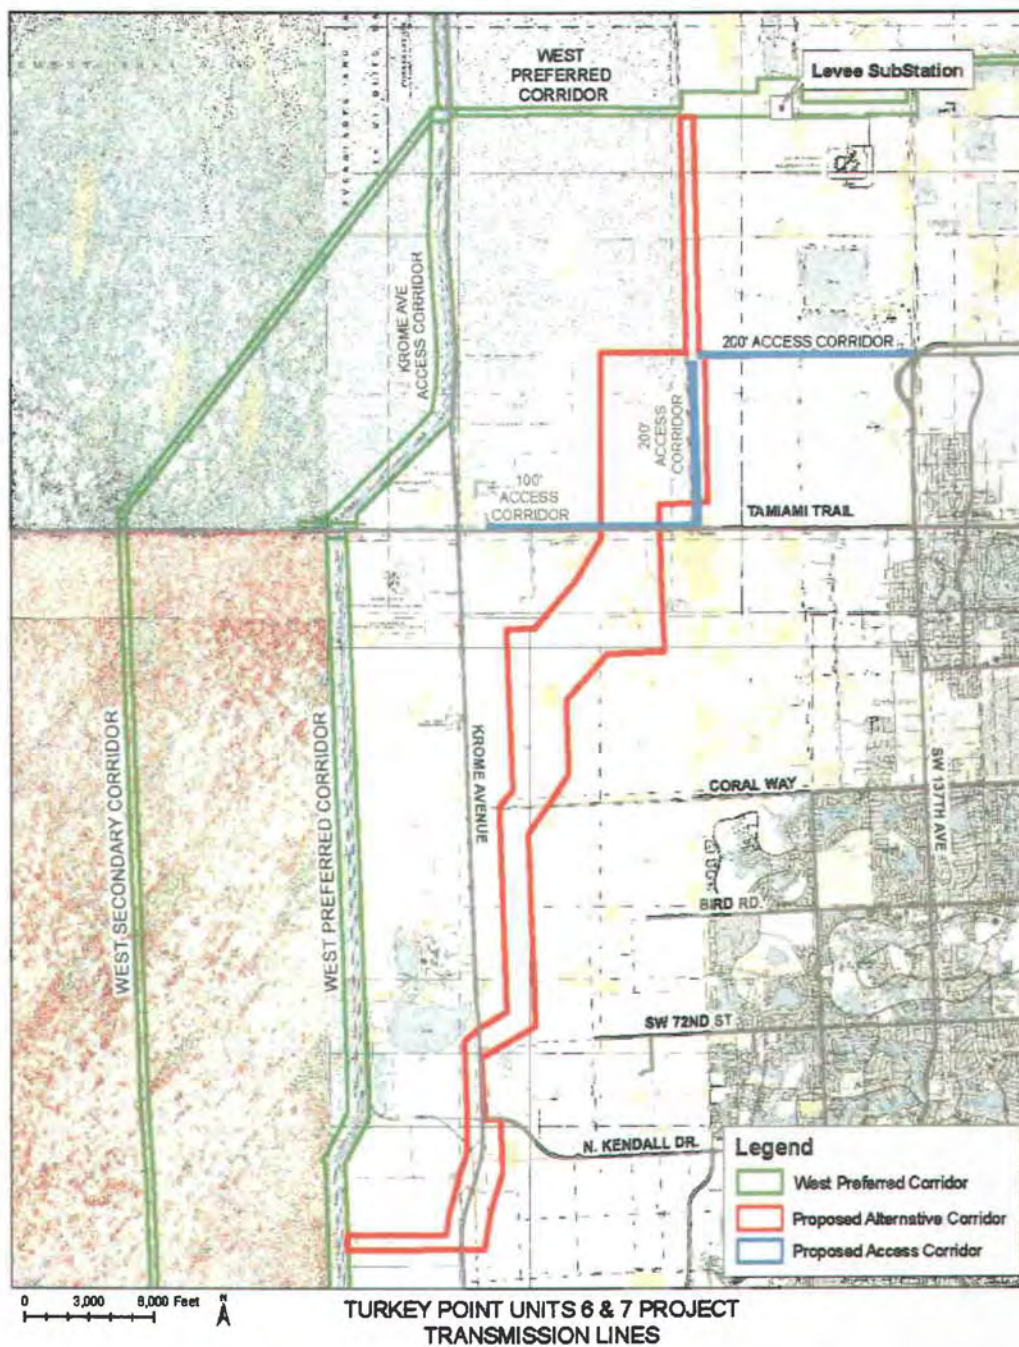 WEST
PREFERRED
CORRIDOR
Levee SubStation
KROME AVE
ACCESS CORRIDOR
200' ACCESS CORRIDOR
200'
ACCESS
CORRIDOR
100'
ACCESS
CORRIDOR
TAMIAMI TRAIL
WEST SECONDARY CORRIDOR
WEST PREFERRED CORRIDOR
KROME AVENUE
SW 137TH AVE
CORAL WAY
BIRD RD.
SW 72ND ST
N. KENDALL DR.
Legend
West Preferred Corridor
Proposed Alternative Corridor
Proposed Access Corridor
0 3,000 6,000 Feet
N
TURKEY POINT UNITS 6 & 7 PROJECT
TRANSMISSION LINES